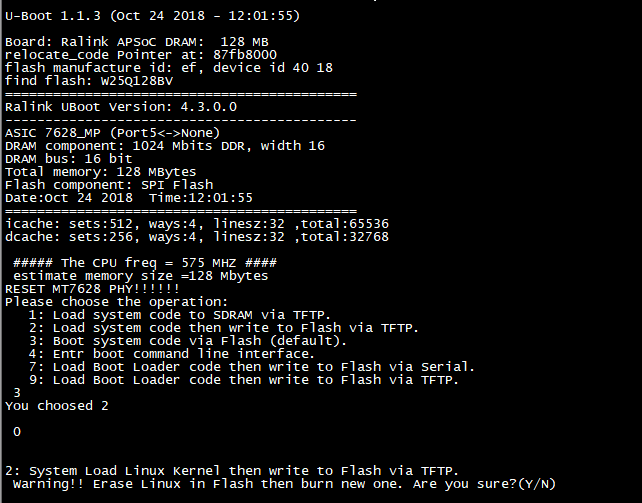 U-Boot 1.1.3 (Oct 24 2018 - 12:01:55)
Board: Ralink APSoC DRAM:  128 MB
relocate_code Pointer at: 87fb8000
flash manufacture id: ef, device id 40 18
find flash: W25Q128BV
============================================
Ralink UBoot Version: 4.3.0.0
--------------------------------------------
ASIC 7628_MP (Port5<->None)
DRAM component: 1024 Mbits DDR, width 16
DRAM bus: 16 bit
Total memory: 128 MBytes
Flash component: SPI Flash
Date:Oct 24 2018  Time:12:01:55
============================================
icache: sets:512, ways:4, linesz:32 ,total:65536
dcache: sets:256, ways:4, linesz:32 ,total:32768
##### The CPU freq = 575 MHZ ####
estimate memory size =128 Mbytes
RESET MT7628 PHY!!!!!!
Please choose the operation:
1: Load system code to SDRAM via TFTP.
2: Load system code then write to Flash via TFTP.
3: Boot system code via Flash (default).
4: Entr boot command line interface.
7: Load Boot Loader code then write to Flash via Serial.
9: Load Boot Loader code then write to Flash via TFTP.
3
You choosed 2
0
2: System Load Linux Kernel then write to Flash via TFTP.
Warning!! Erase Linux in Flash then burn new one. Are you sure?(Y/N)